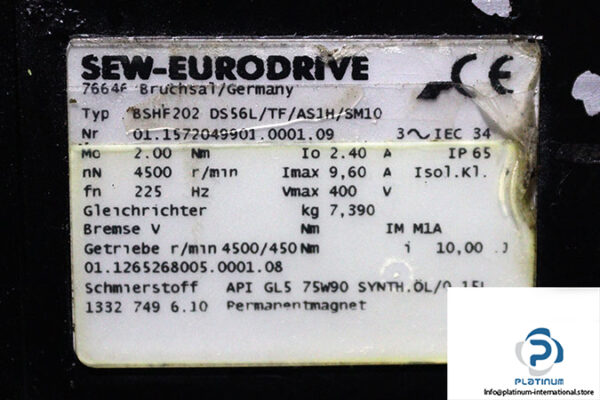 SEW-EURODRIVE
76646 Bruchsal/Germany
Typ BSHF202 DS56L/TF/AS1H/SM10
Nr 01.1572049901.0001.09 3~ IEC 34
Mo 2.00 Nm Io 2.40 A IP 65
nN 4500 r/min Imax 9,60 A Isol.Kl.
fn 225 Hz Vmax 400 V
Gleichrichter kg 7,390
Bremse V Nm IM M1A
Getriebe r/min 4500/450 Nm i 10,00 J
01.1265268005.0001.08
Schmierstoff API GL5 75W90 SYNTH.ÖL/0.15L
1332 749 6.10 Permanentmagnet
CE
PLATINUM
Info@platinum-international.store